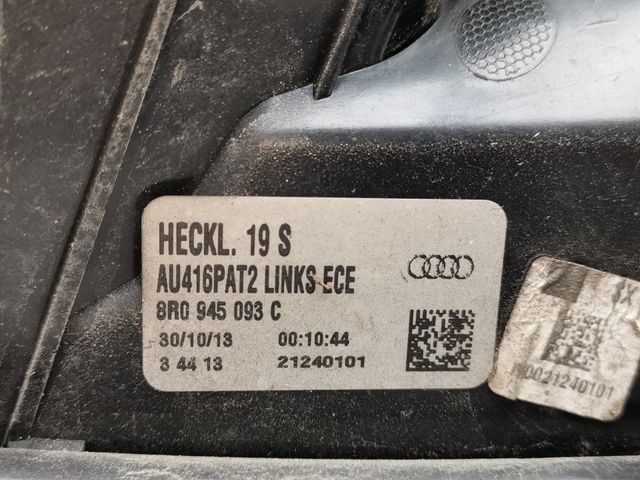 HECKL. 19 S
AU416PAT2 LINKS ECE
8R0 945 093 C
30/10/13 00:10:44
3 44 13 21240101
0021240101